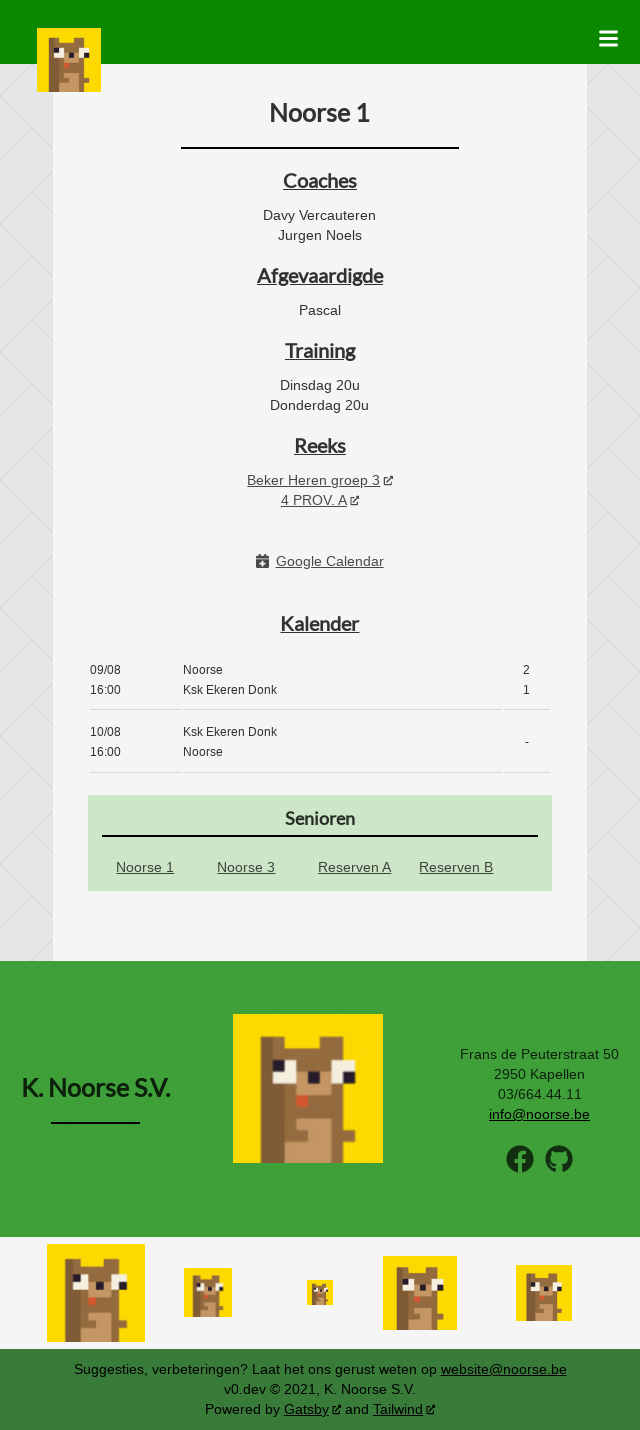 Noorse 1
Coaches
Davy Vercauteren
Jurgen Noels
Afgevaardigde
Pascal
Training
Dinsdag 20u
Donderdag 20u
Reeks
Beker Heren groep 3
4 PROV. A
Google Calendar
Kalender
09/08 Noorse 2
16:00 Ksk Ekeren Donk 1
10/08 Ksk Ekeren Donk
-
16:00 Noorse
Senioren
Noorse 1 Noorse 3 Reserven A Reserven B
K. Noorse S.V.
Frans de Peuterstraat 50
2950 Kapellen
03/664.44.11
info@noorse.be
Suggesties, verbeteringen? Laat het ons gerust weten op website@noorse.be
v0.dev © 2021, K. Noorse S.V.
Powered by Gatsby and Tailwind